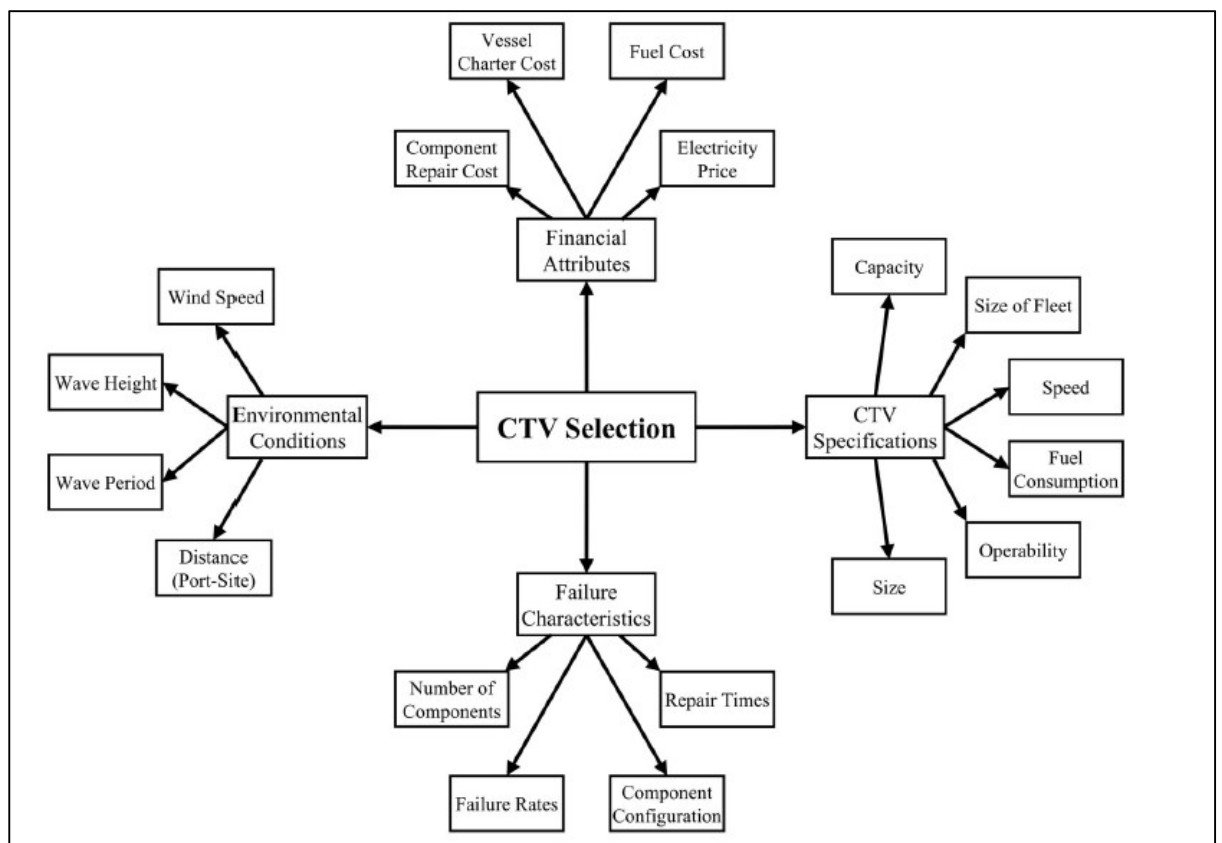 Vessel
Charter Cost
Fuel Cost
Component
Repair Cost
Electricity
Price
Financial
Attributes
Wind Speed
Wave Height
Environmental
Conditions
Wave Period
Distance
(Port-Site)
CTV Selection
Capacity
Size of Fleet
Speed
CTV
Specifications
Fuel
Consumption
Operability
Size
Failure
Characteristics
Number of
Components
Repair Times
Failure Rates
Component
Configuration